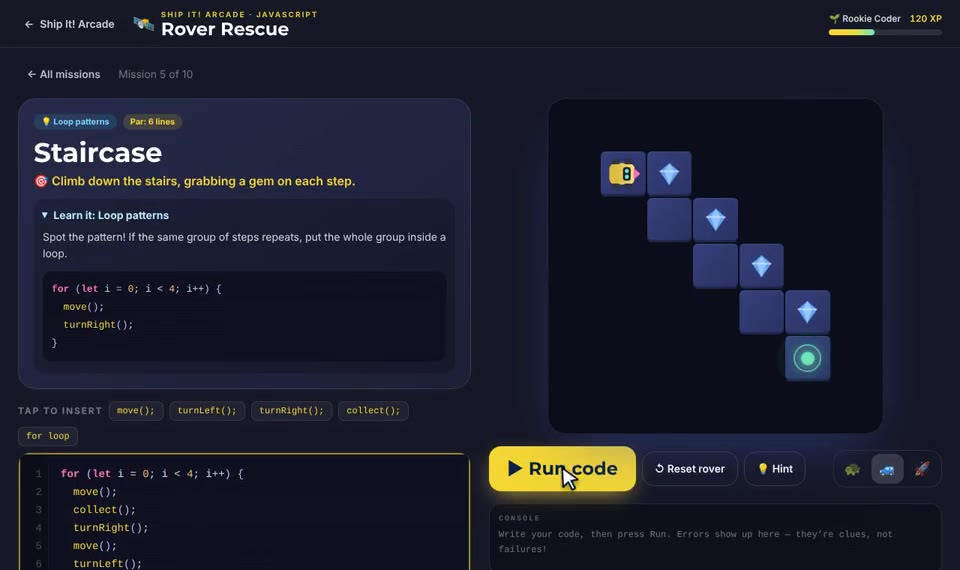 ← Ship It! Arcade
SHIP IT! ARCADE · JAVASCRIPT
Rover Rescue
Rookie Coder 120 XP
← All missions Mission 5 of 10
Loop patterns Par: 6 lines
Staircase
Climb down the stairs, grabbing a gem on each step.
▼ Learn it: Loop patterns
Spot the pattern! If the same group of steps repeats, put the whole group inside a
loop.
for (let i = 0; i < 4; i++) {
move();
turnRight();
}
TAP TO INSERT move(); turnLeft(); turnRight(); collect();
for loop
1 for (let i = 0; i < 4; i++) {
2 move();
3 collect();
4 turnRight();
5 move();
6 turnLeft();
▶ Run code ↺ Reset rover Hint
CONSOLE
Write your code, then press Run. Errors show up here — they're clues, not
failures!